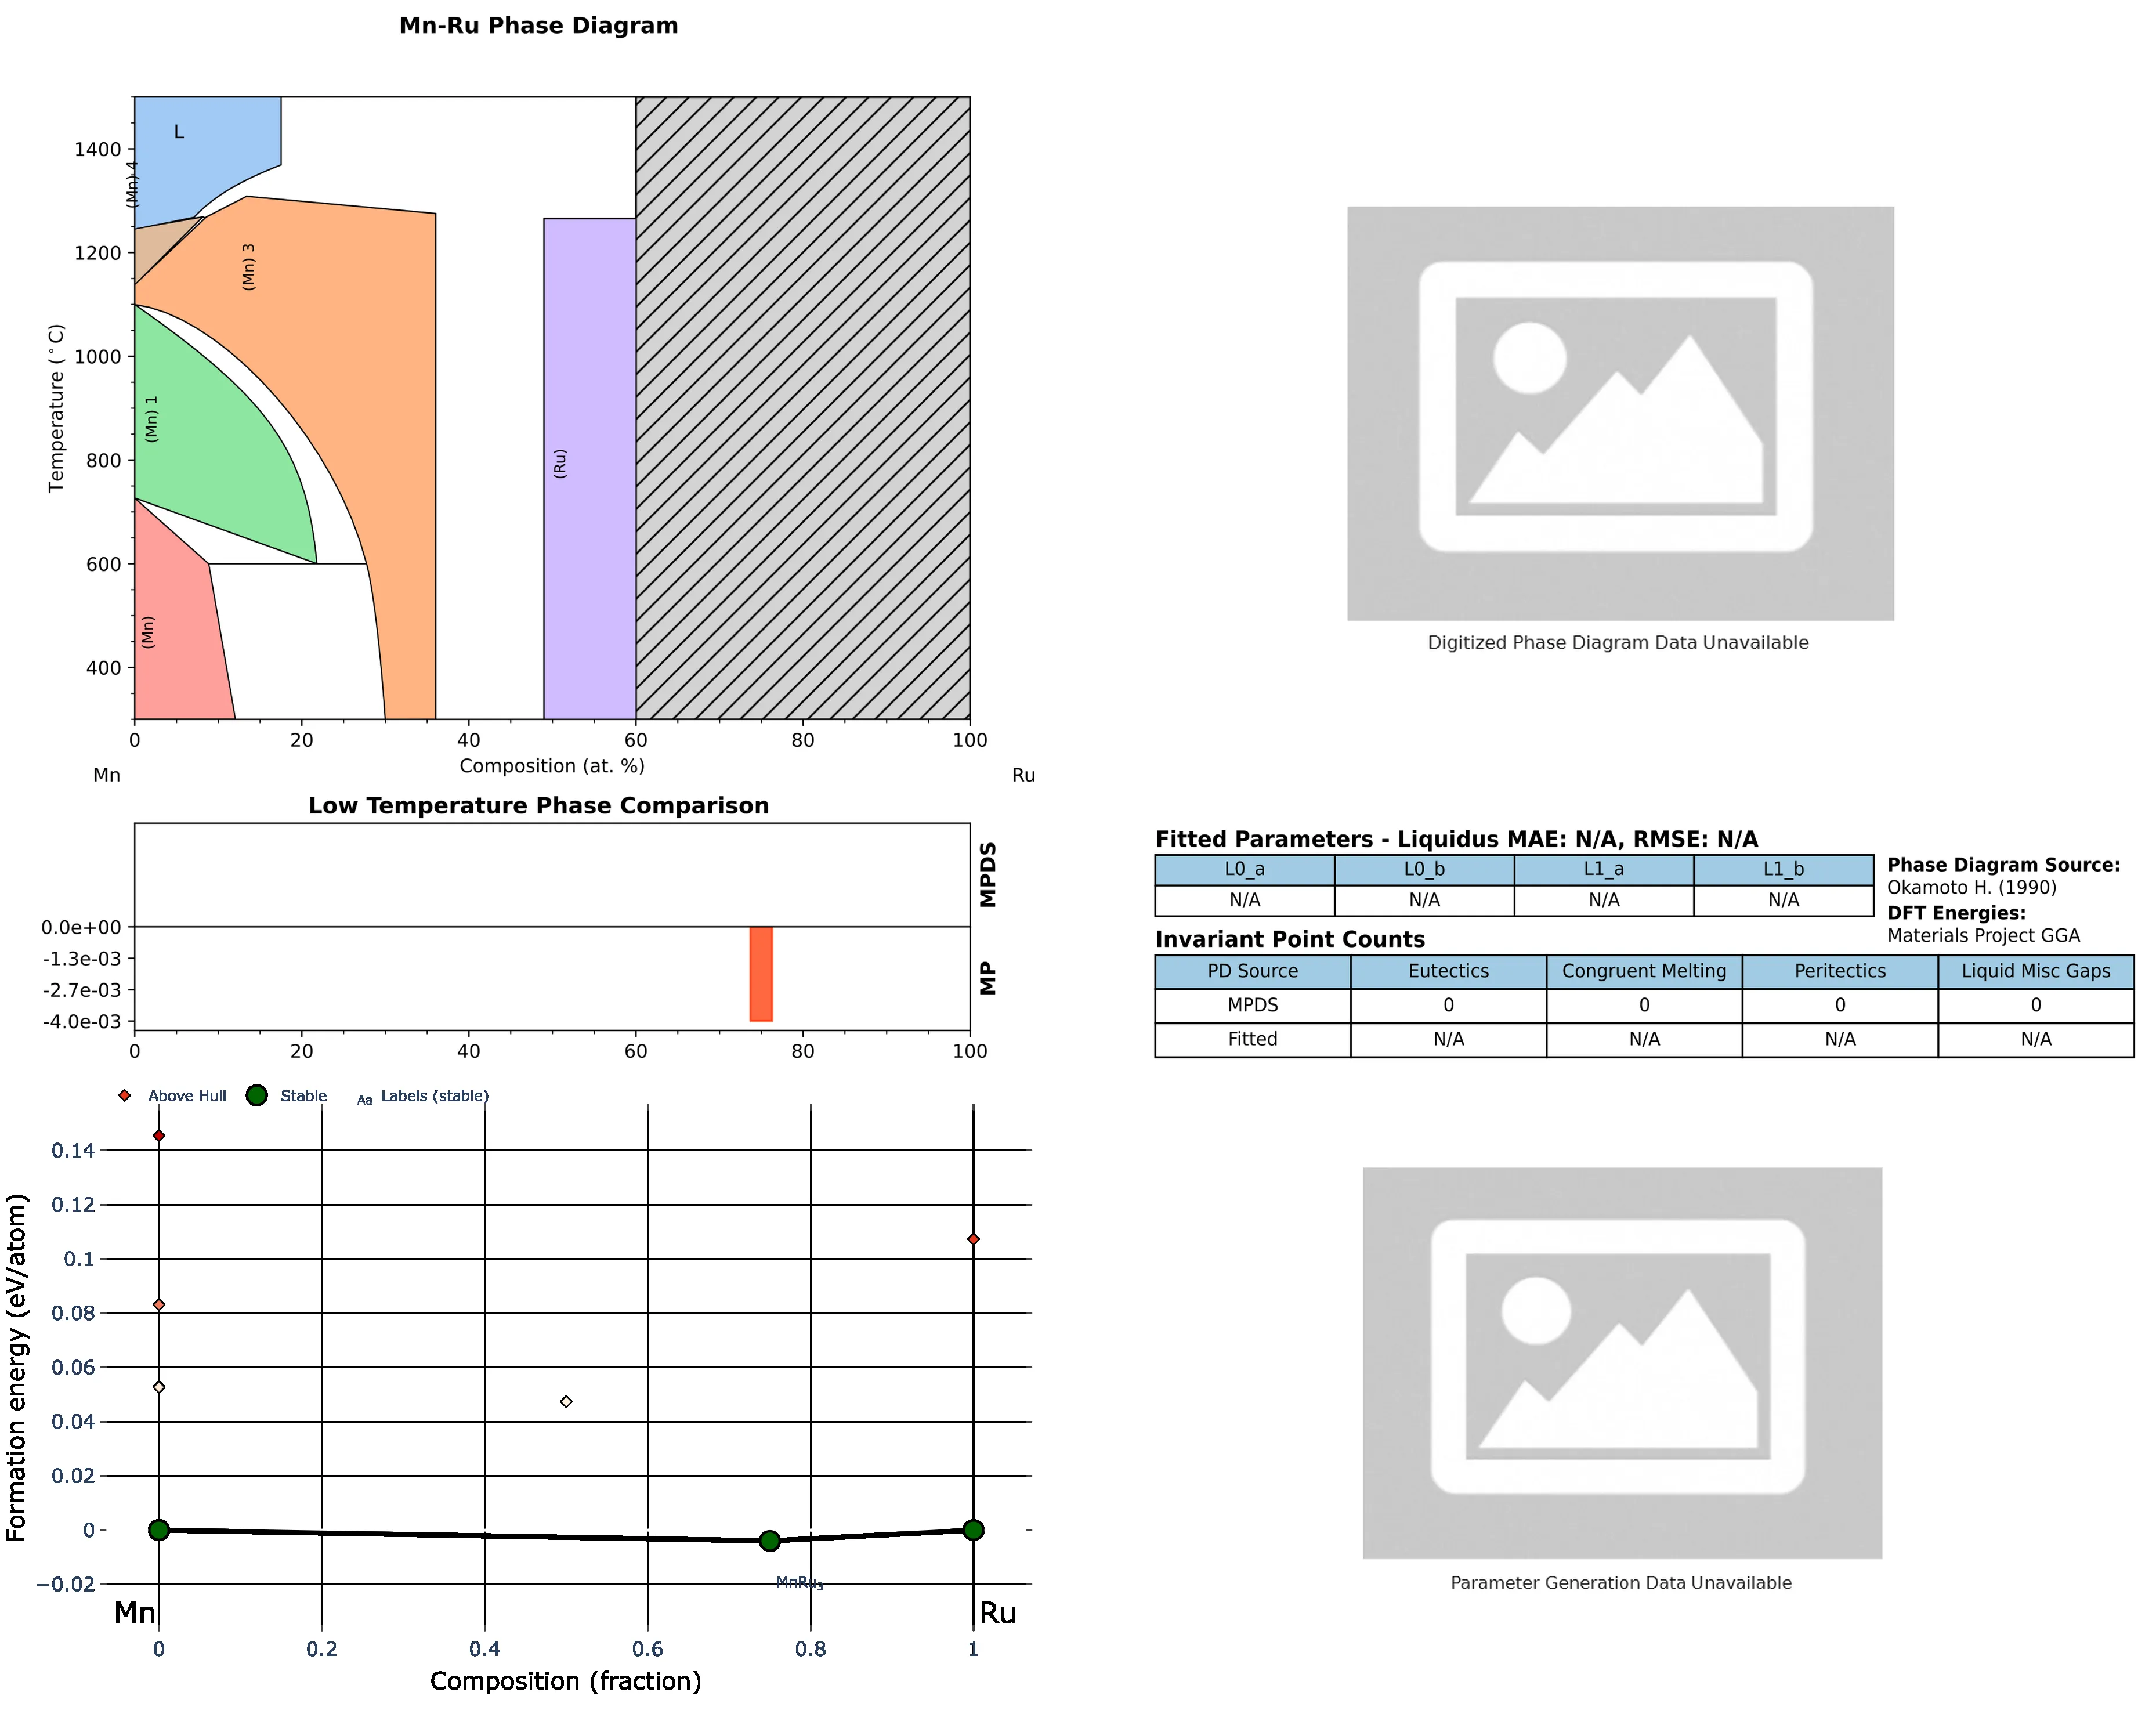 Mn-Ru Phase Diagram
Temperature (°C)
1400
1200
1000
800
600
400
L
(Mn) 4
(Mn) 3
(Mn) 1
(Mn)
(Ru)
0 20 40 60 80 100
Mn Composition (at. %) Ru
Digitized Phase Diagram Data Unavailable
Low Temperature Phase Comparison
MPDS
MP
0.0e+00
-1.3e-03
-2.7e-03
-4.0e-03
0 20 40 60 80 100
Fitted Parameters - Liquidus MAE: N/A, RMSE: N/A
L0_a L0_b L1_a L1_b
N/A N/A N/A N/A
Phase Diagram Source:
Okamoto H. (1990)
DFT Energies:
Materials Project GGA
Invariant Point Counts
PD Source Eutectics Congruent Melting Peritectics Liquid Misc Gaps
MPDS 0 0 0 0
Fitted N/A N/A N/A N/A
Above Hull Stable Aa Labels (stable)
Formation energy (eV/atom)
0.14
0.12
0.1
0.08
0.06
0.04
0.02
0
−0.02
MnRu₃
Mn Ru
0 0.2 0.4 0.6 0.8 1
Composition (fraction)
Parameter Generation Data Unavailable